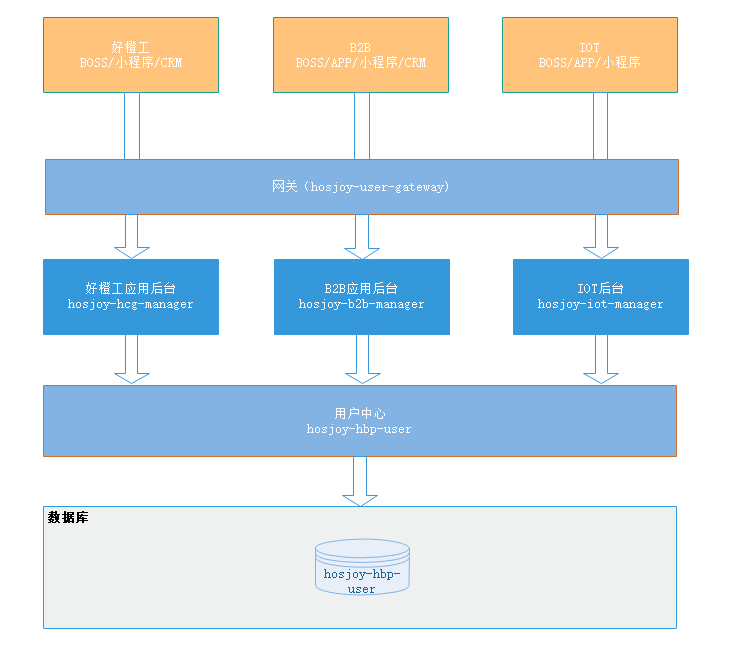 好橙工
BOSS/小程序/CRM
B2B
BOSS/APP/小程序/CRM
IOT
BOSS/APP/小程序
网关（hosjoy-user-gateway)
好橙工应用后台
hosjoy-hcg-manager
B2B应用后台
hosjoy-b2b-manager
IOT后台
hosjoy-iot-manager
用户中心
hosjoy-hbp-user
数据库
hosjoy-hbp-
user